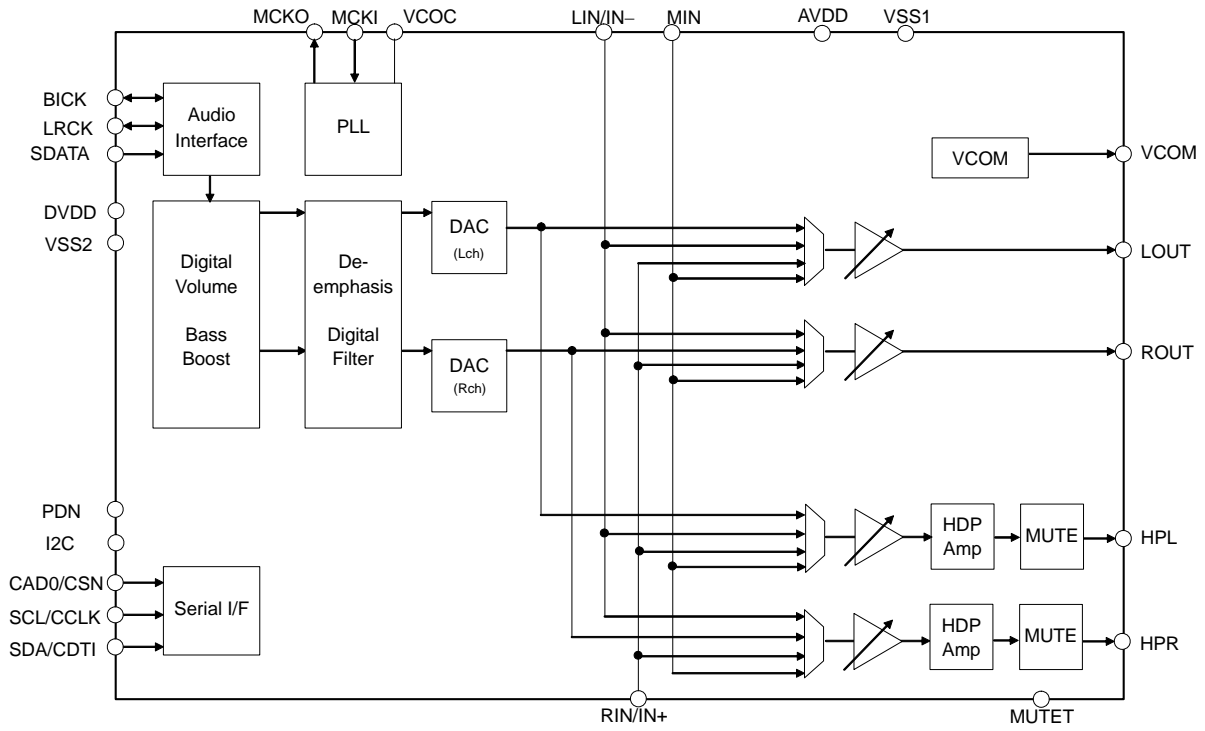 MCKO
MCKI
VCOC
LIN/IN−
MIN
AVDD
VSS1
BICK
LRCK
SDATA
Audio
Interface
PLL
VCOM
VCOM
DVDD
VSS2
Digital
Volume
Bass
Boost
De-
emphasis
Digital
Filter
DAC
(Lch)
DAC
(Rch)
LOUT
ROUT
PDN
I2C
CAD0/CSN
SCL/CCLK
SDA/CDTI
Serial I/F
HDP
Amp
MUTE
HPL
HDP
Amp
MUTE
HPR
RIN/IN+
MUTET